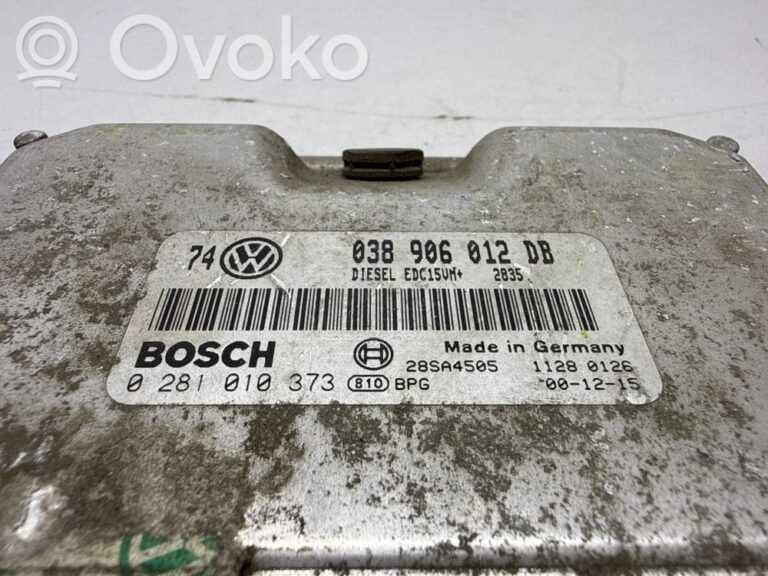 Ovoko
74 VW 038 906 012 DB
DIESEL EDC15VM+ 2835
BOSCH
Made in Germany
28SA4505 1128 0126
0 281 010 373 810 BPG 00-12-15